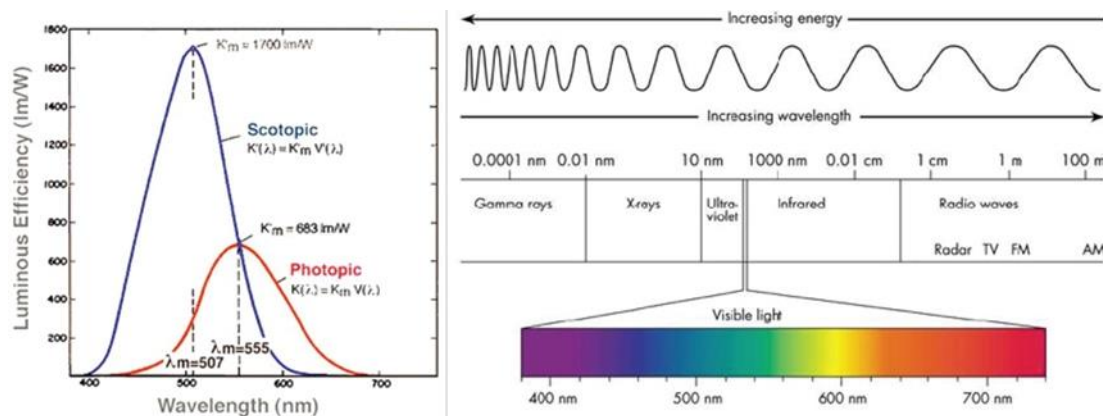 Luminous Efficiency (lm/W)
1800
1600
1400
1200
1000
800
600
400
200
0
K'm = 1700 lm/W
Scotopic
K'(λ) = K'm V'(λ)
K'm = 683 lm/W
Photopic
K(λ) = Km V(λ)
λm=555
λm=507
400
500
600
700
Wavelength (nm)
Increasing energy
Increasing wavelength
0.0001 nm 0.01 nm 10 nm 1000 nm 0.01 cm 1 cm 1 m 100 m
Gamma rays X-rays Ultra- Infrared Radio waves
violet
Radar TV FM AM
Visible light
400 nm 500 nm 600 nm 700 nm